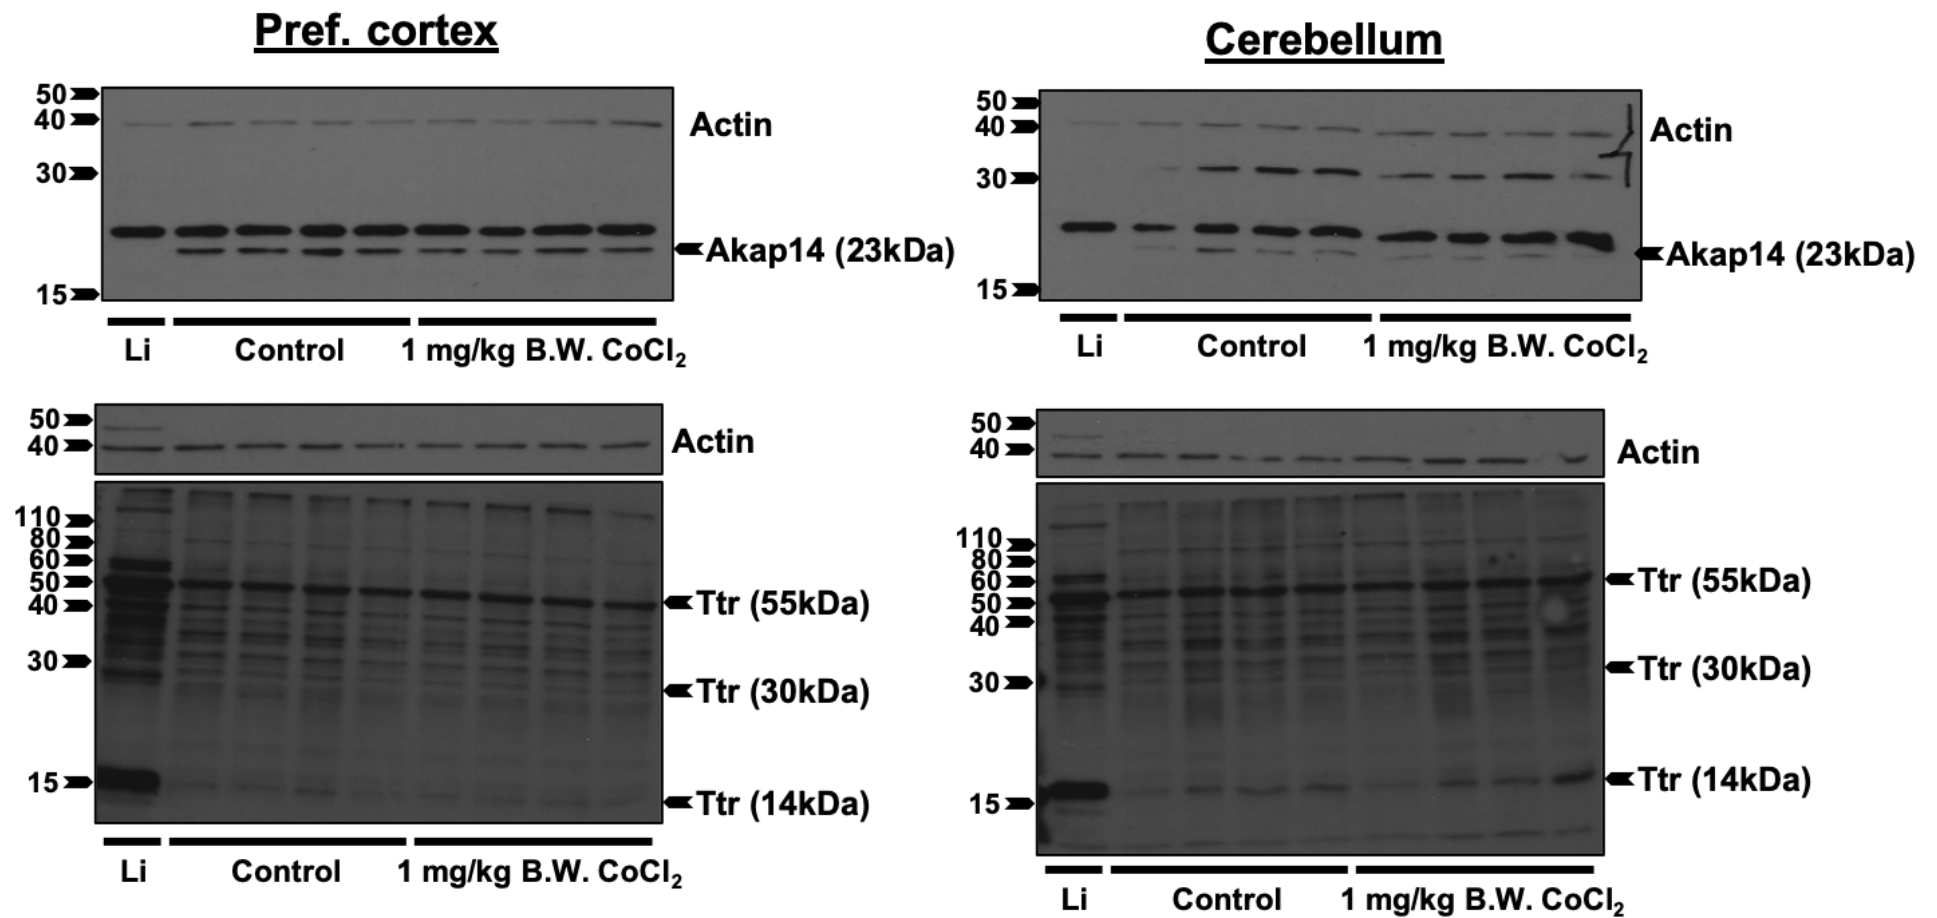 Pref. cortex
50
40
30
15
Actin
Akap14 (23kDa)
Li Control 1 mg/kg B.W. CoCl₂
50
40
Actin
110
80
60
50
40
30
15
Ttr (55kDa)
Ttr (30kDa)
Ttr (14kDa)
Li Control 1 mg/kg B.W. CoCl₂
Cerebellum
50
40
30
15
Actin
Akap14 (23kDa)
Li Control 1 mg/kg B.W. CoCl₂
50
40
Actin
110
80
60
50
40
30
15
Ttr (55kDa)
Ttr (30kDa)
Ttr (14kDa)
Li Control 1 mg/kg B.W. CoCl₂